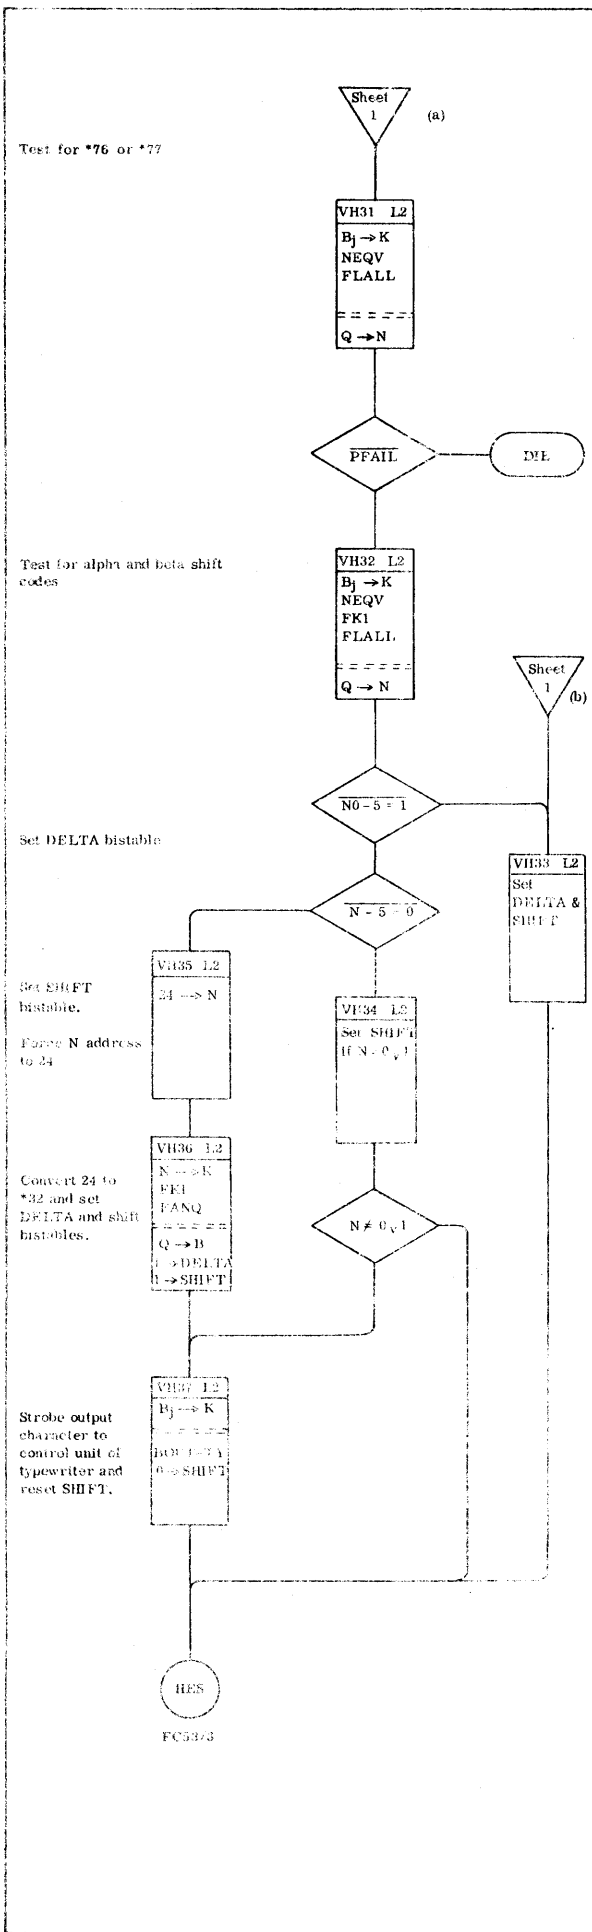 Sheet
1
(a)
Test for *76 or *77
VH31 L2
Bj → K
NEQV
FLALL
Q → N
PFAIL
DIE
Test for alpha and beta shift
codes
VH32 L2
Bj → K
NEQV
FK1
FLALL
Q → N
Sheet
1
(b)
N0 - 5 = 1
Set DELTA bistable
VH33 L2
Set
DELTA &
SHIFT
N - 5 = 0
VH35 L2
24 → N
Set SHIFT
bistable.
Force N address
to 24
VH34 L2
Set SHIFT
If N - 0 v 1
VH36 L2
N → K
FK1
FANQ
Q → B
1 → DELTA
1 → SHIFT
Convert 24 to
*32 and set
DELTA and shift
bistables.
N ≠ 0 v 1
VH37 L2
Bj → K
0 → SHIFT
Strobe output
character to
control unit of
typewriter and
reset SHIFT.
HES
FC53/3